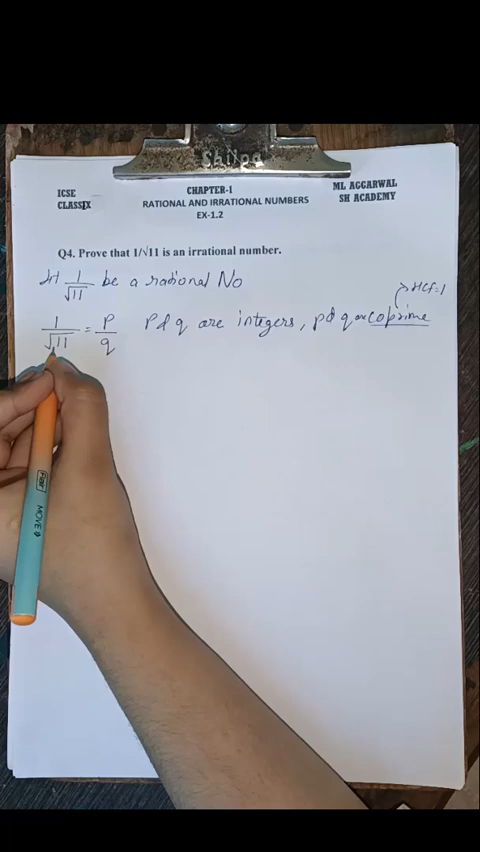 Shilpa
ICSE
CLASSIX
CHAPTER-1
RATIONAL AND IRRATIONAL NUMBERS
EX-1.2
ML AGGARWAL
SH ACADEMY
Q4. Prove that 1/√11 is an irrational number.
let 1/√11 be a rational No
HCF=1
1/√11 = p/q P & q are integers, p & q are coprime
Flair MOVE